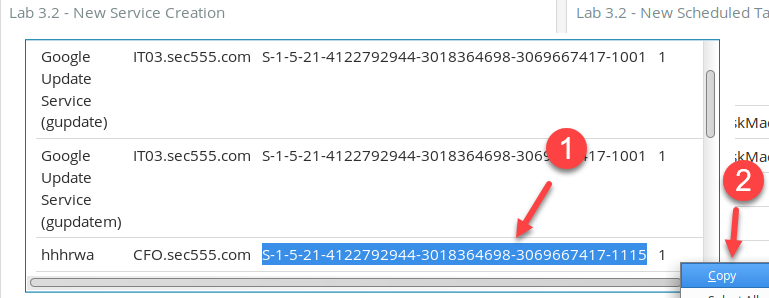 Lab 3.2 - New Service Creation
Lab 3.2 - New Scheduled Ta
Google IT03.sec555.com S-1-5-21-4122792944-3018364698-3069667417-1001 1
Update
Service
(gupdate)
skMa
Google IT03.sec555.com S-1-5-21-4122792944-3018364698-3069 417-1001 1
Update
Service
(gupdatem)
skMa
1
2
hhhrwa CFO.sec555.com S-1-5-21-4122792944-3018364698-3069667417-1115 1
Copy